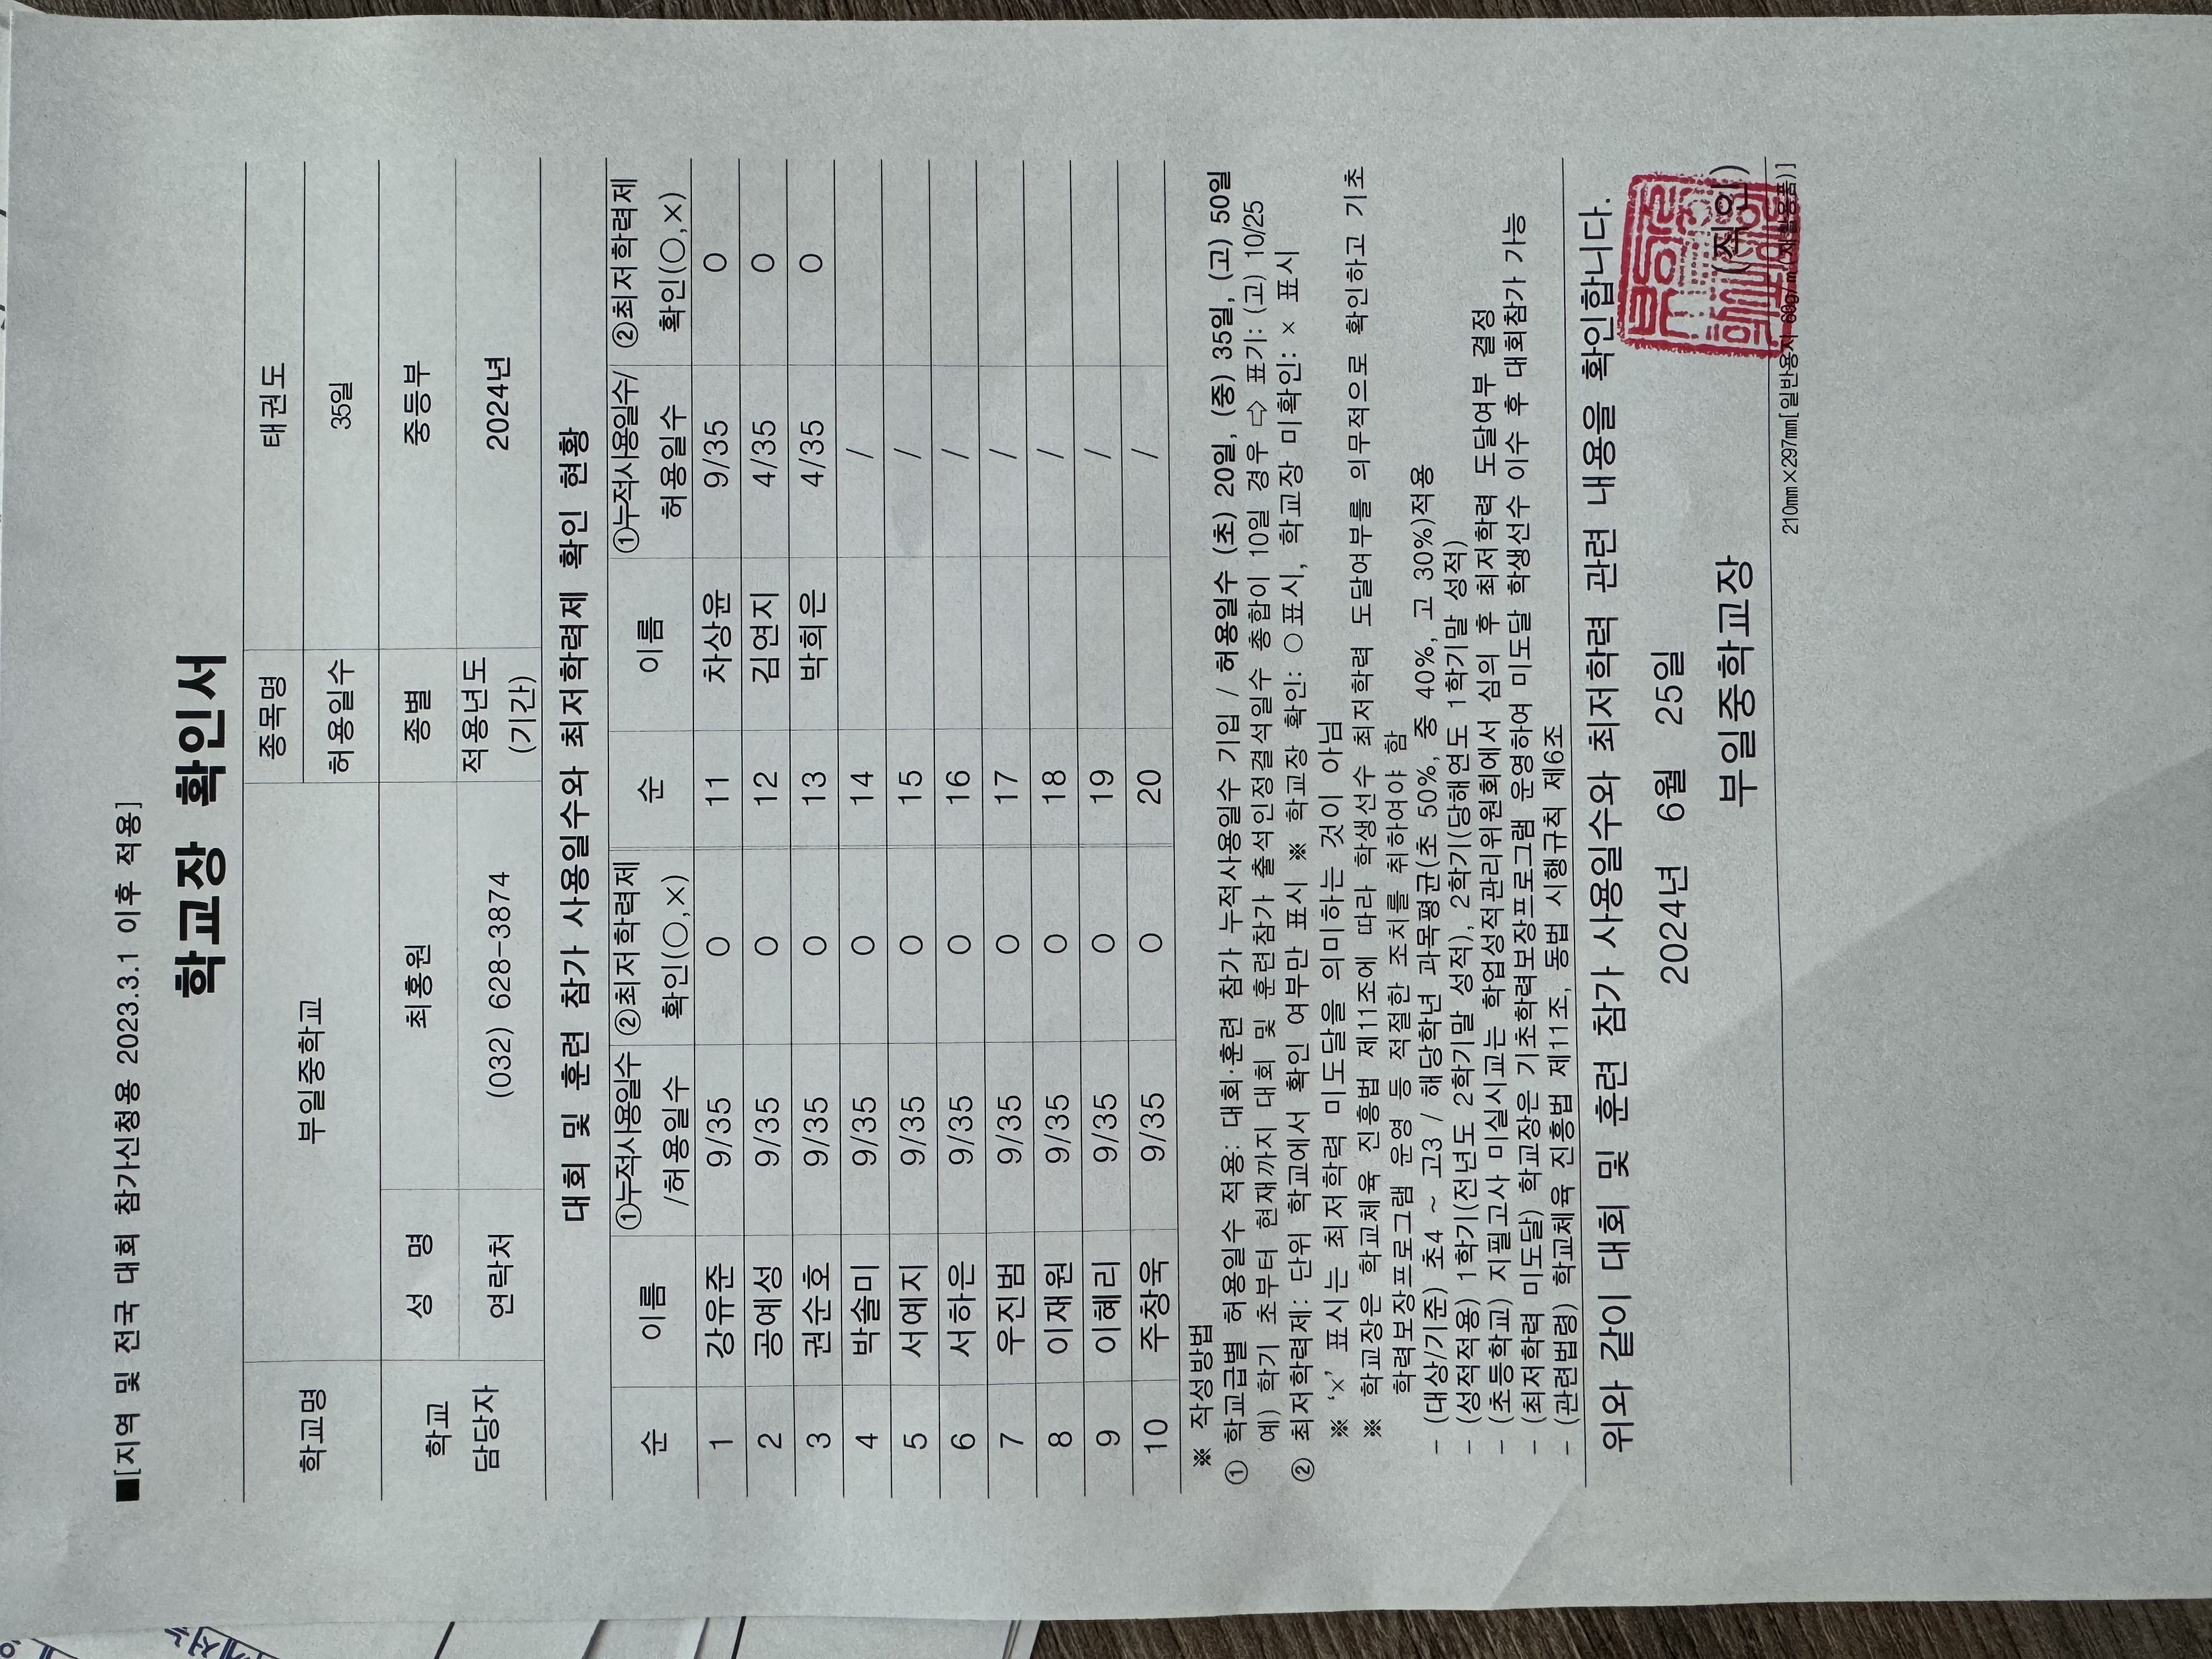 ■[지역 및 전국 대회 참가신청용 2023.3.1 이후 적용]
학교장 확인서
학교명 부일중학교 종목명 태권도
허용일수 35일
학교 담당자 성 명 최홍원 종별 중등부
연락처 (032) 628-3874 적용년도 (기간) 2024년
대회 및 훈련 참가 사용일수와 최저학력제 확인 현황
순 이름 ①누적사용일수 /허용일수 ②최저학력제 확인(○,×) 순 이름 ①누적사용일수/ 허용일수 ②최저학력제 확인(○,×)
1 강유준 9/35 ○ 11 차상윤 9/35 ○
2 공예성 9/35 ○ 12 김연지 4/35 ○
3 권순호 9/35 ○ 13 박희은 4/35 ○
4 박솔미 9/35 ○ 14 /
5 서예지 9/35 ○ 15 /
6 서하은 9/35 ○ 16 /
7 우진범 9/35 ○ 17 /
8 이재원 9/35 ○ 18 /
9 이혜리 9/35 ○ 19 /
10 주창욱 9/35 ○ 20 /
※ 작성방법
① 학교급별 허용일수 적용: 대회·훈련 참가 누적사용일수 기입 / 허용일수 (초) 20일, (중) 35일, (고) 50일
예) 학기 초부터 현재까지 대회 및 훈련참가 출석인정결석일수 총합이 10일 경우 ⇨ 표기: (고) 10/25
② 최저학력제: 단위 학교에서 확인 여부만 표시 ※ 학교장 확인: ○표시, 학교장 미확인: × 표시
※ ‘×’ 표시는 최저학력 미도달을 의미하는 것이 아님
※ 학교장은 학교체육 진흥법 제11조에 따라 학생선수 최저학력 도달여부를 의무적으로 확인하고 기초
학력보장프로그램 운영 등 적절한 조치를 취하여야 함
- (대상/기준) 초4 ~ 고3 / 해당학년 과목평균(초 50%, 중 40%, 고 30%)적용
- (성적적용) 1학기(전년도 2학기말 성적), 2학기(당해연도 1학기말 성적)
- (초등학교) 지필고사 미실시교는 학업성적관리위원회에서 심의 후 최저학력 도달여부 결정
- (최저학력 미도달) 학교장은 기초학력보장프로그램 운영하여 미도달 학생선수 이수 후 대회참가 가능
- (관련법령) 학교체육 진흥법 제11조, 동법 시행규칙 제6조
위와 같이 대회 및 훈련 참가 사용일수와 최저학력 관련 내용을 확인합니다.
2024년 6월 25일
부일중학교장 (직인)
210㎜×297㎜[일반용지 60g/㎡(재활용품)]